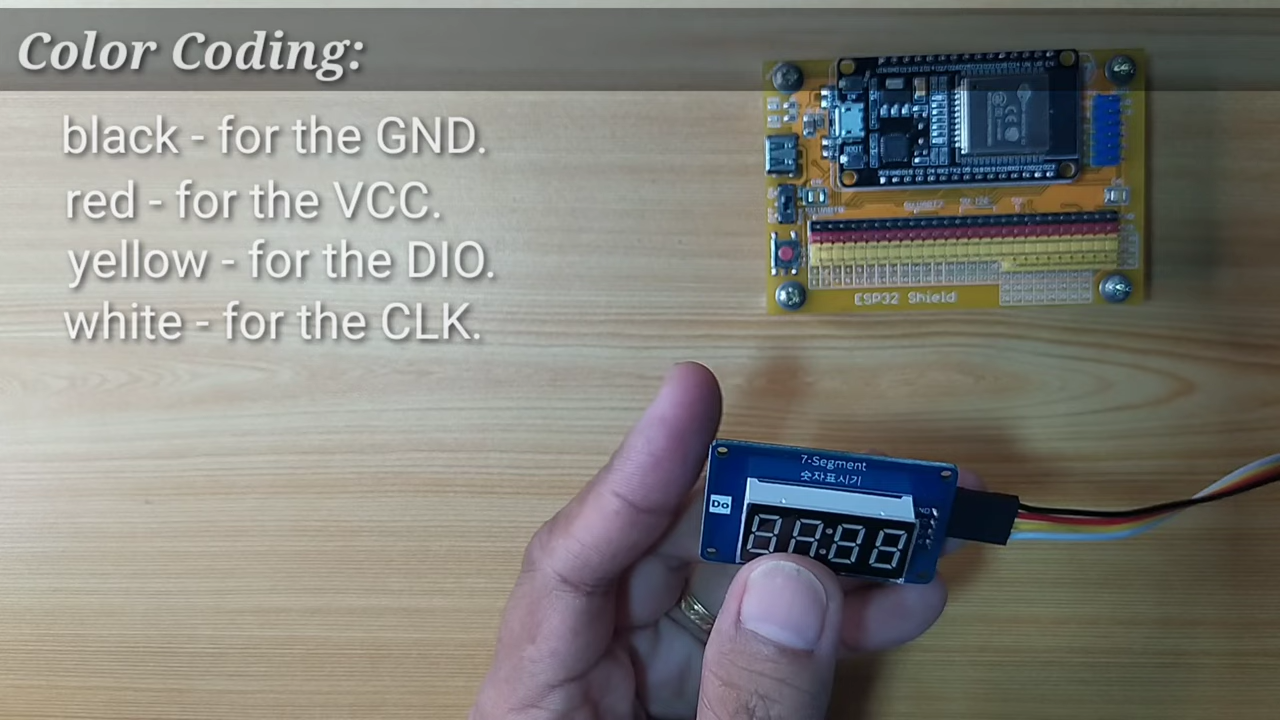 Color Coding:
black - for the GND.
red - for the VCC.
yellow - for the DIO.
white - for the CLK.
ESP32 Shield
7-Segment
숫자표시기
Do